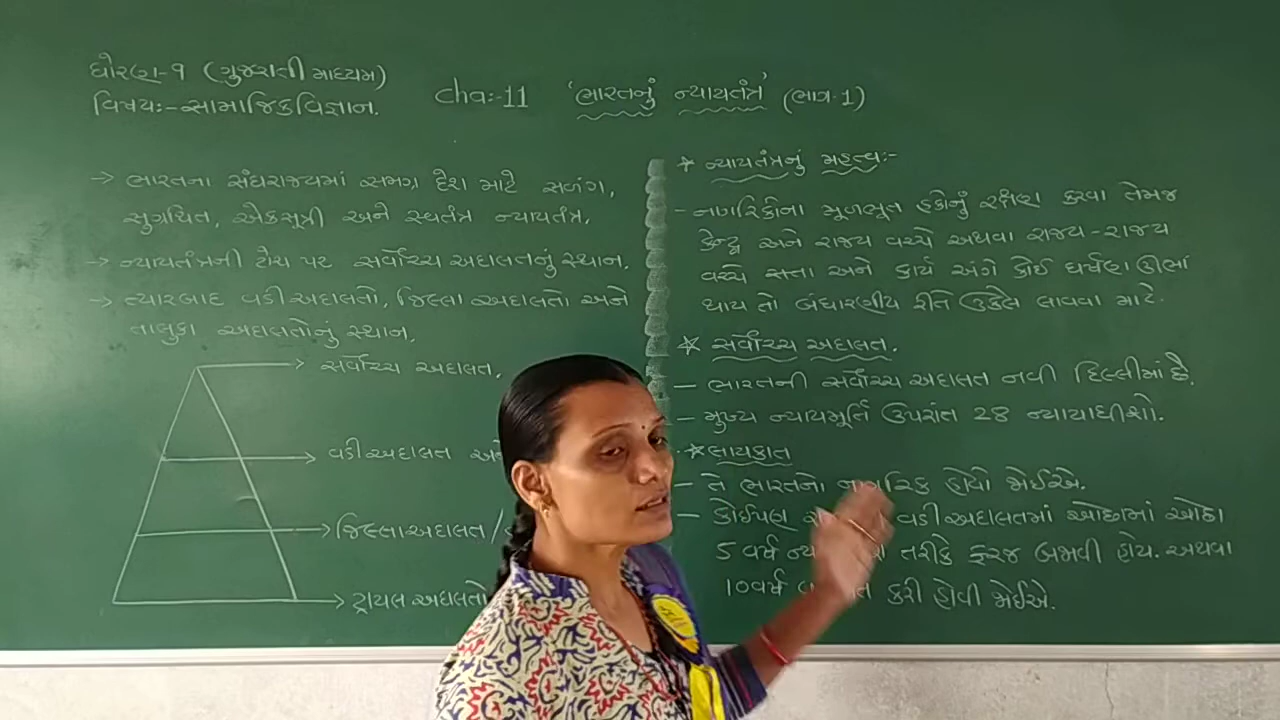 ધોરણ-૧ (ગુજરાતી માધ્યમ)
વિષય:-સામાજિકવિજ્ઞાન.
Cha:-11 'ભારતનું ન્યાયતંત્ર' (ભાગ-1)
→ ભારતના સંઘરાજ્યમાં સમગ્ર દેશ માટે સળંગ,
સુગ્રથિત, એકસૂત્રી અને સ્વતંત્ર ન્યાયતંત્ર.
→ ન્યાયતંત્રની ટોચ પર સર્વોચ્ચ અદાલતનું સ્થાન.
→ ત્યારબાદ વડીઅદાલતો, જિલ્લા અદાલતો અને
તાલુકા અદાલતોનું સ્થાન.
→ સર્વોચ્ચ અદાલત.
→ વડીઅદાલત
→ જિલ્લાઅદાલત/
→ ટ્રાયલ અદાલતો
* ન્યાયતંત્રનું મહત્વ:-
- નાગરિકોના મૂળભૂત હકોનું રક્ષણ કરવા તેમજ
કેન્દ્ર અને રાજ્ય વચ્ચે અથવા રાજ્ય-રાજ્ય
વચ્ચે સત્તા અને કાર્ય અંગે કોઈ ઘર્ષણ ઊભાં
થાય તો બંધારણીય રીતે ઉકેલ લાવવા માટે.
* સર્વોચ્ચ અદાલત.
- ભારતની સર્વોચ્ચ અદાલત નવી દિલ્લીમાં છે.
- મુખ્ય ન્યાયમૂર્તિ ઉપરાંત 28 ન્યાયાધીશો.
* લાયકાત
- તે ભારતનો નાગરિક હોવો જોઈએ.
- કોઈપણ વડીઅદાલતમાં ઓછામાં ઓછા
5 વર્ષ તરીકે ફરજ બજાવી હોય. અથવા
10 વર્ષ કરી હોવી જોઈએ.